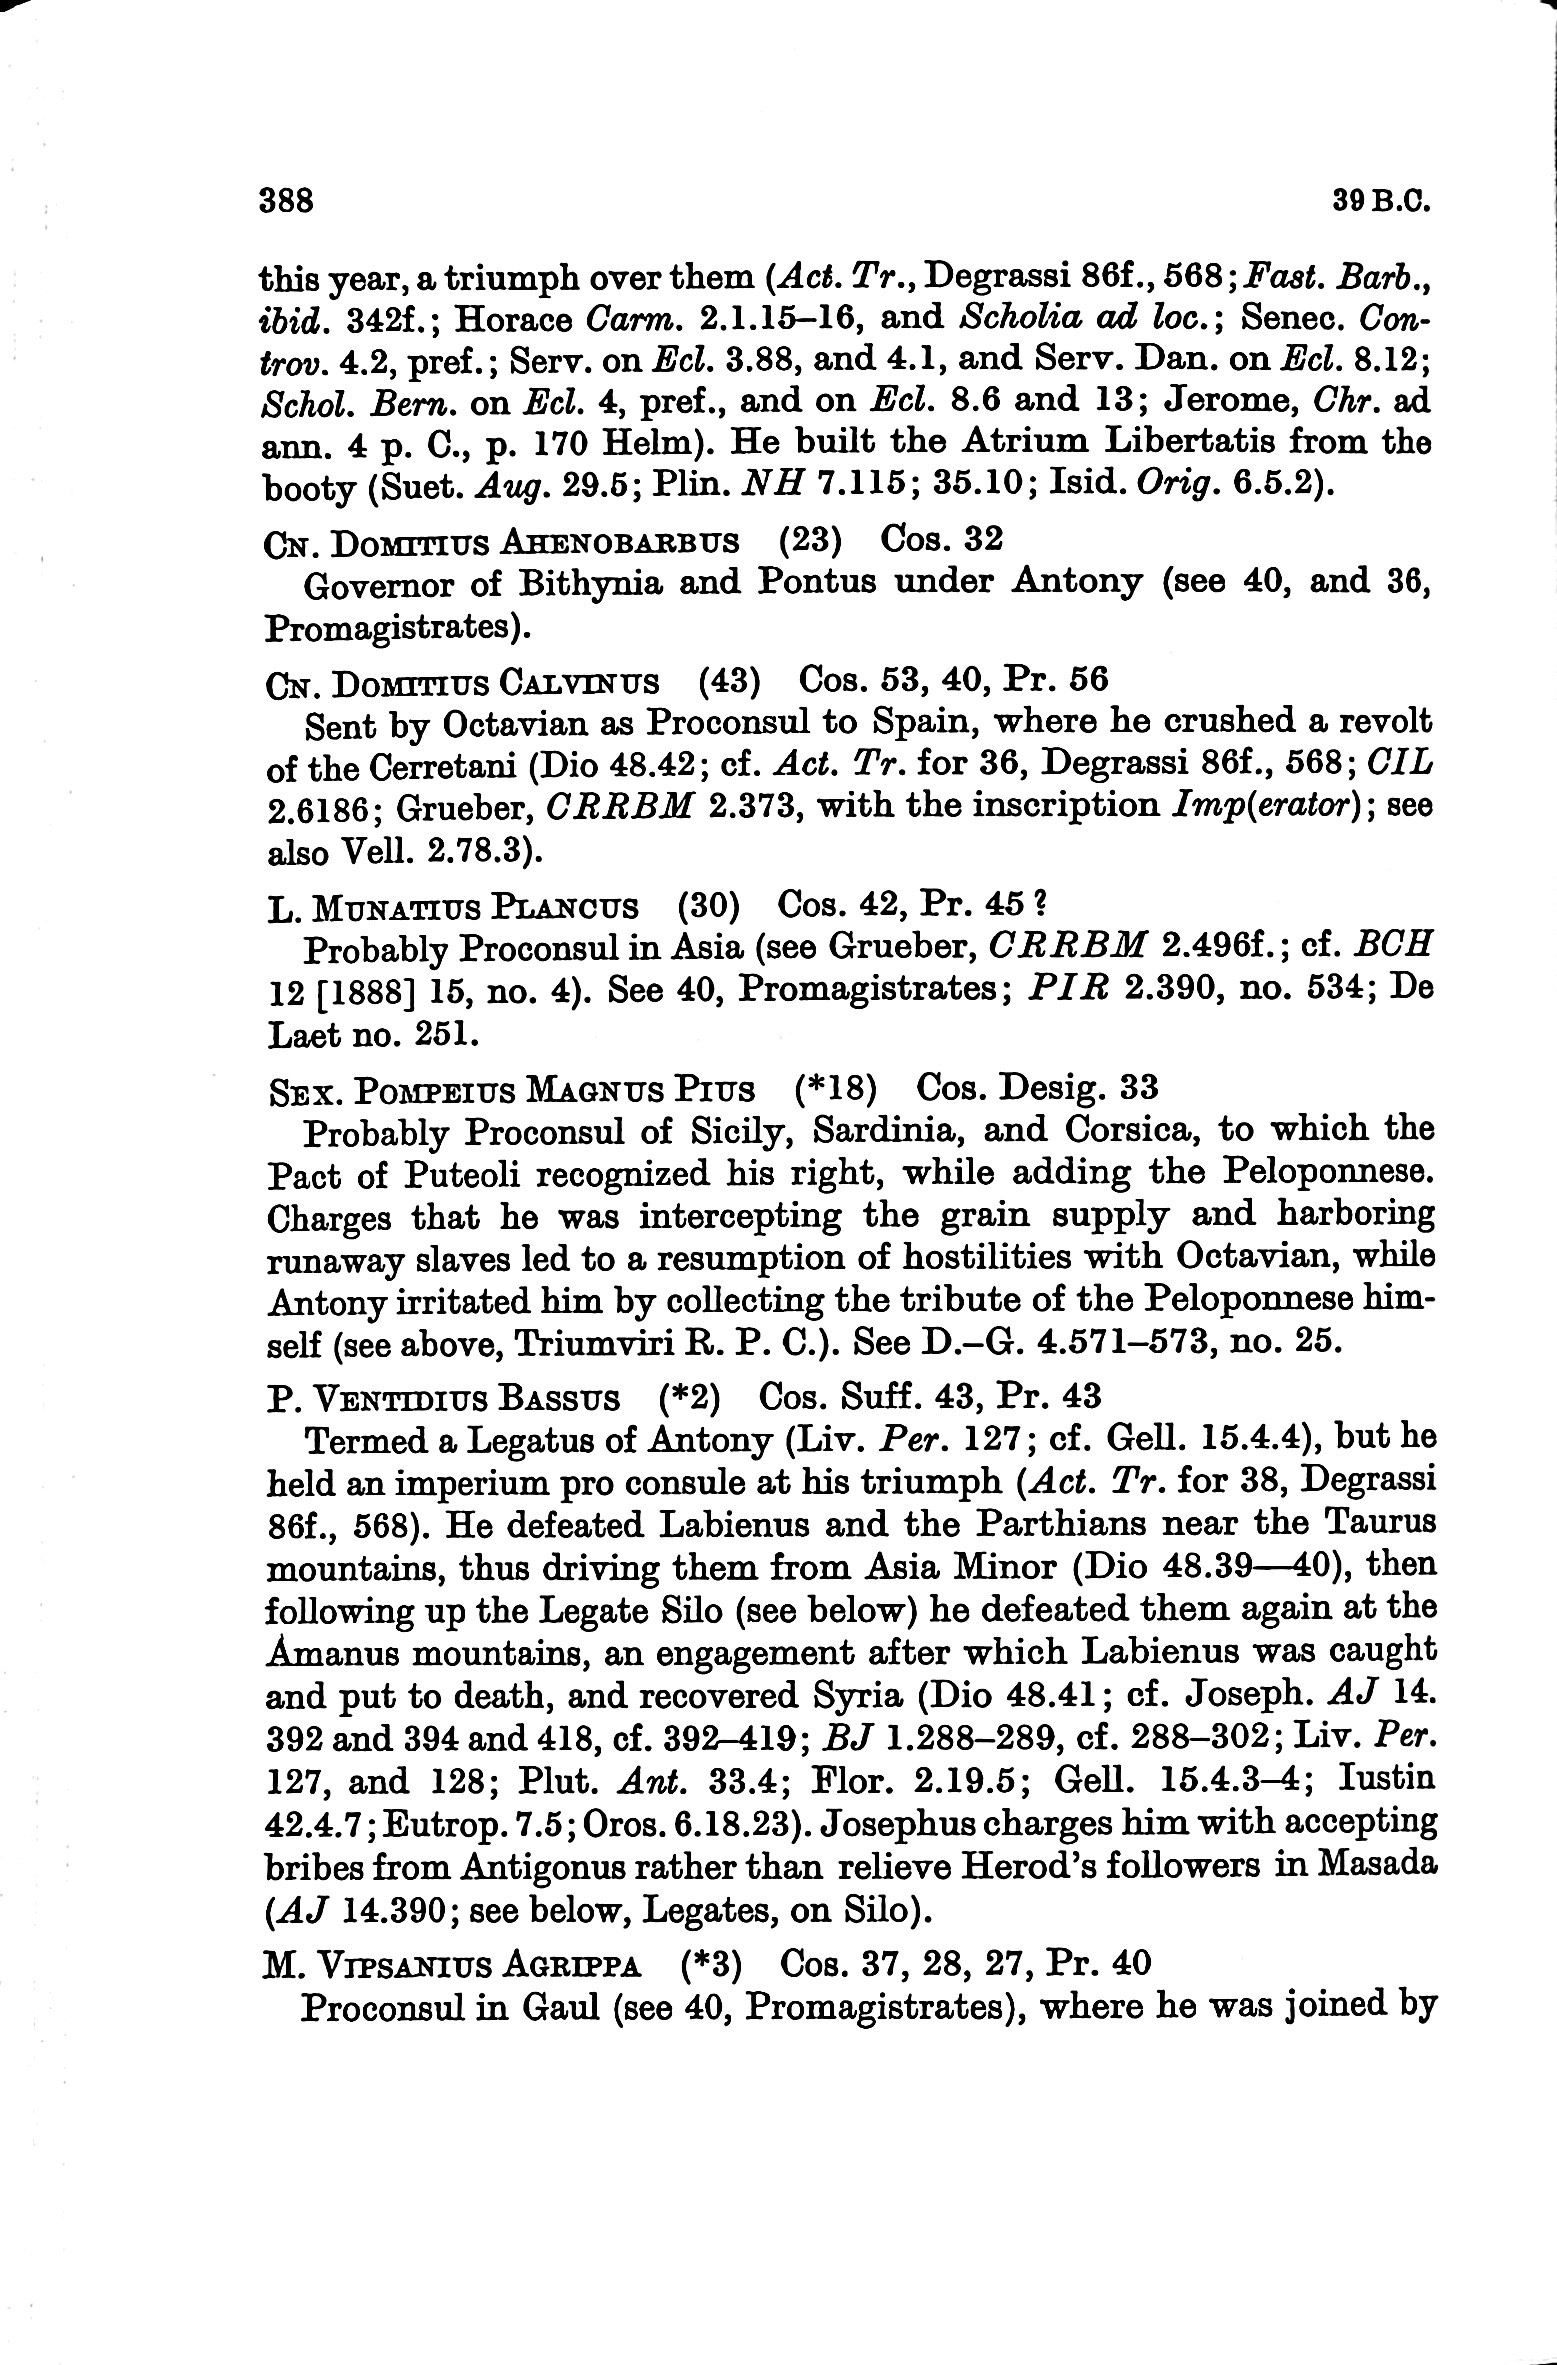 388 39 B.C.
this year, a triumph over them (Act. Tr., Degrassi 86f., 568; Fast. Barb.,
ibid. 342f.; Horace Carm. 2.1.15–16, and Scholia ad loc.; Senec. Con-
trov. 4.2, pref.; Serv. on Ecl. 3.88, and 4.1, and Serv. Dan. on Ecl. 8.12;
Schol. Bern. on Ecl. 4, pref., and on Ecl. 8.6 and 13; Jerome, Chr. ad
ann. 4 p. C., p. 170 Helm). He built the Atrium Libertatis from the
booty (Suet. Aug. 29.5; Plin. NH 7.115; 35.10; Isid. Orig. 6.5.2).
CN. DOMITIUS AHENOBARBUS (23) Cos. 32
Governor of Bithynia and Pontus under Antony (see 40, and 36,
Promagistrates).
CN. DOMITIUS CALVINUS (43) Cos. 53, 40, Pr. 56
Sent by Octavian as Proconsul to Spain, where he crushed a revolt
of the Cerretani (Dio 48.42; cf. Act. Tr. for 36, Degrassi 86f., 568; CIL
2.6186; Grueber, CRRBM 2.373, with the inscription Imp(erator); see
also Vell. 2.78.3).
L. MUNATIUS PLANCUS (30) Cos. 42, Pr. 45 ?
Probably Proconsul in Asia (see Grueber, CRRBM 2.496f.; cf. BCH
12 [1888] 15, no. 4). See 40, Promagistrates; PIR 2.390, no. 534; De
Laet no. 251.
SEX. POMPEIUS MAGNUS PIUS (*18) Cos. Desig. 33
Probably Proconsul of Sicily, Sardinia, and Corsica, to which the
Pact of Puteoli recognized his right, while adding the Peloponnese.
Charges that he was intercepting the grain supply and harboring
runaway slaves led to a resumption of hostilities with Octavian, while
Antony irritated him by collecting the tribute of the Peloponnese him-
self (see above, Triumviri R. P. C.). See D.–G. 4.571–573, no. 25.
P. VENTIDIUS BASSUS (*2) Cos. Suff. 43, Pr. 43
Termed a Legatus of Antony (Liv. Per. 127; cf. Gell. 15.4.4), but he
held an imperium pro consule at his triumph (Act. Tr. for 38, Degrassi
86f., 568). He defeated Labienus and the Parthians near the Taurus
mountains, thus driving them from Asia Minor (Dio 48.39—40), then
following up the Legate Silo (see below) he defeated them again at the
Amanus mountains, an engagement after which Labienus was caught
and put to death, and recovered Syria (Dio 48.41; cf. Joseph. AJ 14.
392 and 394 and 418, cf. 392–419; BJ 1.288–289, cf. 288–302; Liv. Per.
127, and 128; Plut. Ant. 33.4; Flor. 2.19.5; Gell. 15.4.3–4; Iustin
42.4.7; Eutrop. 7.5; Oros. 6.18.23). Josephus charges him with accepting
bribes from Antigonus rather than relieve Herod's followers in Masada
(AJ 14.390; see below, Legates, on Silo).
M. VIPSANIUS AGRIPPA (*3) Cos. 37, 28, 27, Pr. 40
Proconsul in Gaul (see 40, Promagistrates), where he was joined by